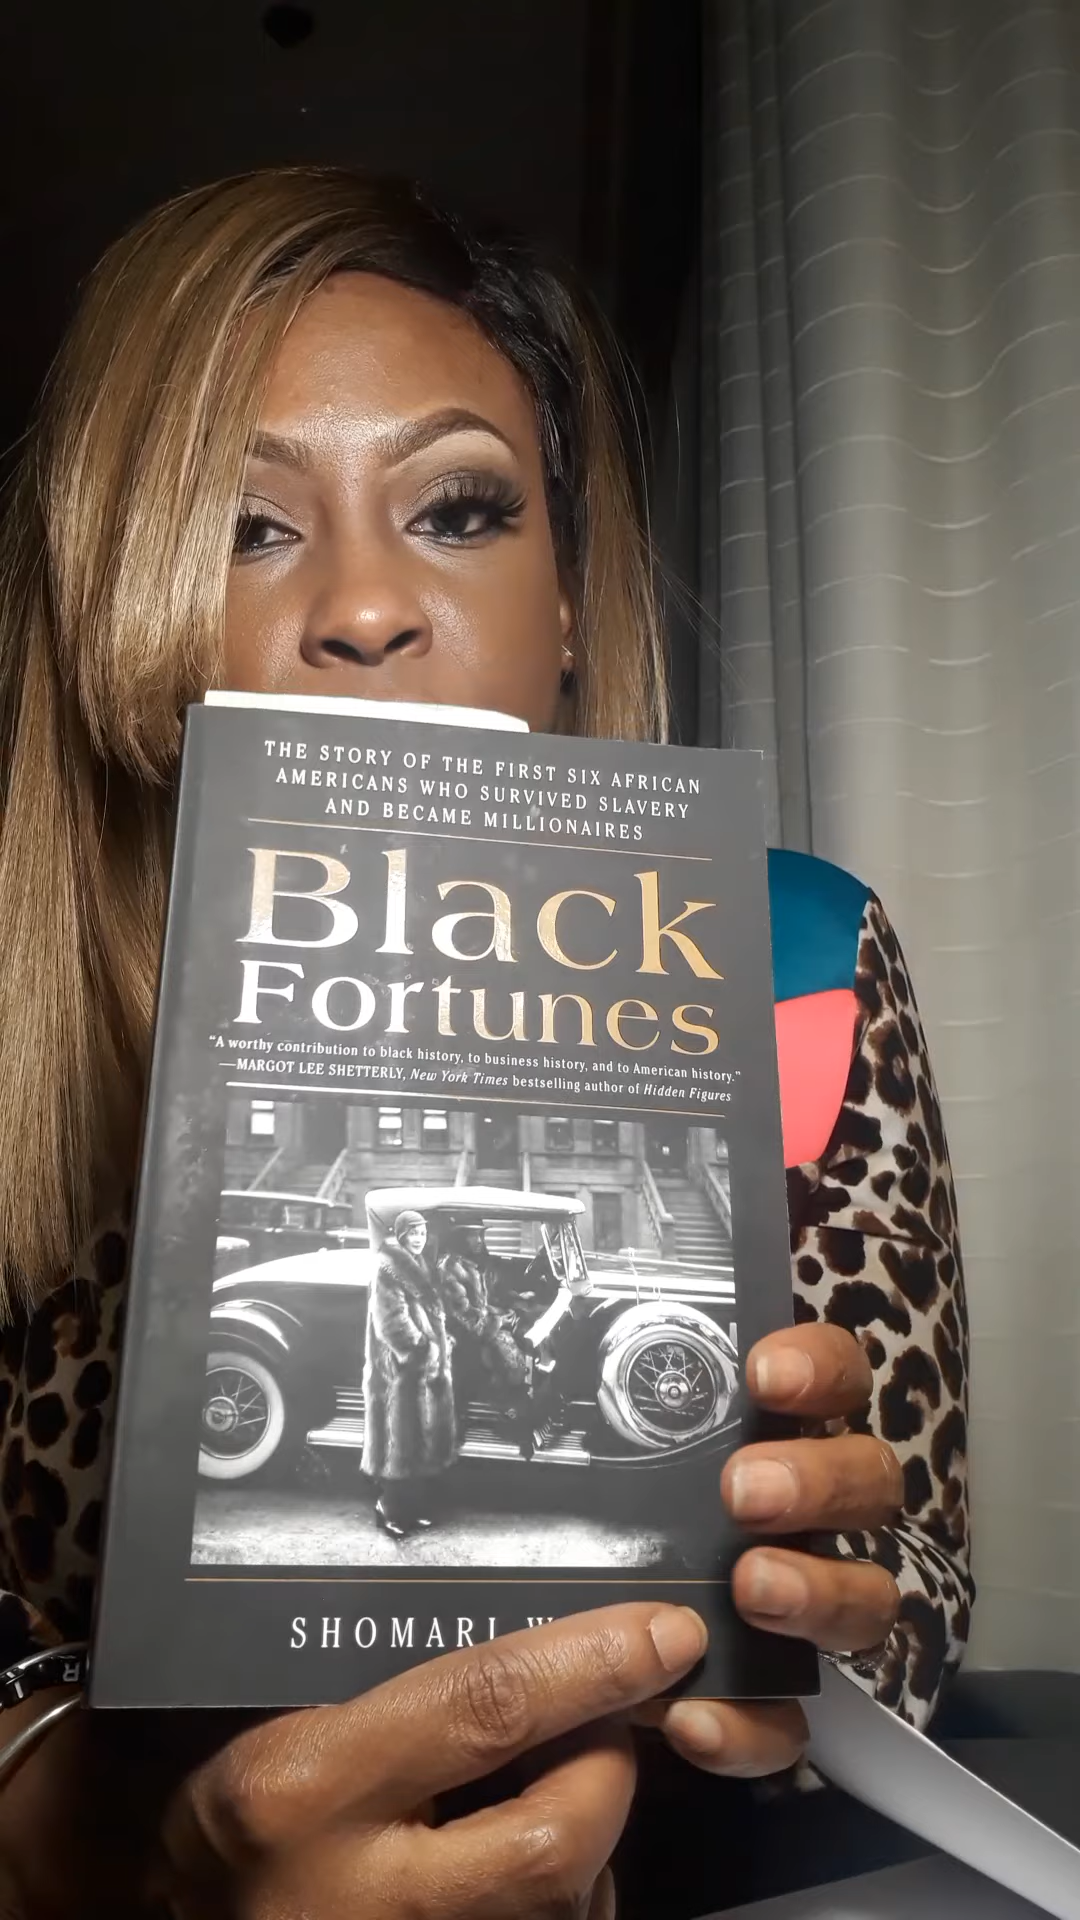 THE STORY OF THE FIRST SIX AFRICAN
AMERICANS WHO SURVIVED SLAVERY
AND BECAME MILLIONAIRES
Black
Fortunes
“A worthy contribution to black history, to business history, and to American history.”
—MARGOT LEE SHETTERLY, New York Times bestselling author of Hidden Figures
SHOMARI